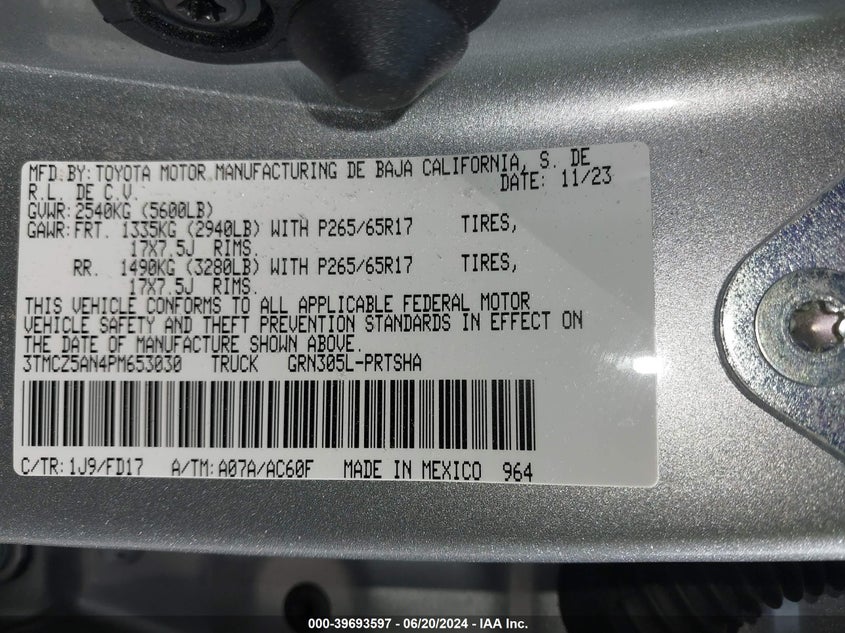 MFD BY: TOYOTA MOTOR MANUFACTURING DE BAJA CALIFORNIA, S. DE
R.L. DE C.V. DATE: 11/23
GVWR: 2540KG (5600LB)
GAWR: FRT. 1335KG (2940LB) WITH P265/65R17 TIRES,
17X7.5J RIMS.
RR. 1490KG (3280LB) WITH P265/65R17 TIRES,
17X7.5J RIMS.
THIS VEHICLE CONFORMS TO ALL APPLICABLE FEDERAL MOTOR
VEHICLE SAFETY AND THEFT PREVENTION STANDARDS IN EFFECT ON
THE DATE OF MANUFACTURE SHOWN ABOVE.
3TMCZ5AN4PM653030 TRUCK GRN305L-PRTSHA
C/TR: 1J9/FD17 A/TM: A07A/AC60F MADE IN MEXICO 964
000-39693597 - 06/20/2024 - IAA Inc.